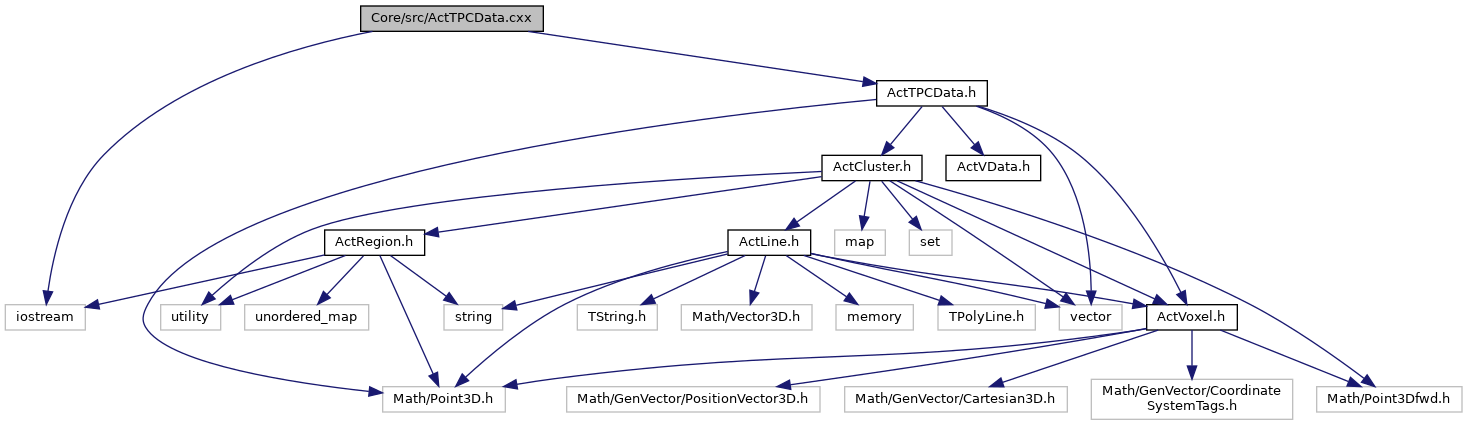 Core/src/ActTPCData.cxx
ActTPCData.h
ActCluster.h
ActVData.h
ActRegion.h
ActLine.h
map
set
iostream
utility
unordered_map
string
TString.h
Math/Vector3D.h
memory
TPolyLine.h
vector
ActVoxel.h
Math/Point3D.h
Math/GenVector/PositionVector3D.h
Math/GenVector/Cartesian3D.h
Math/GenVector/Coordinate
SystemTags.h
Math/Point3Dfwd.h